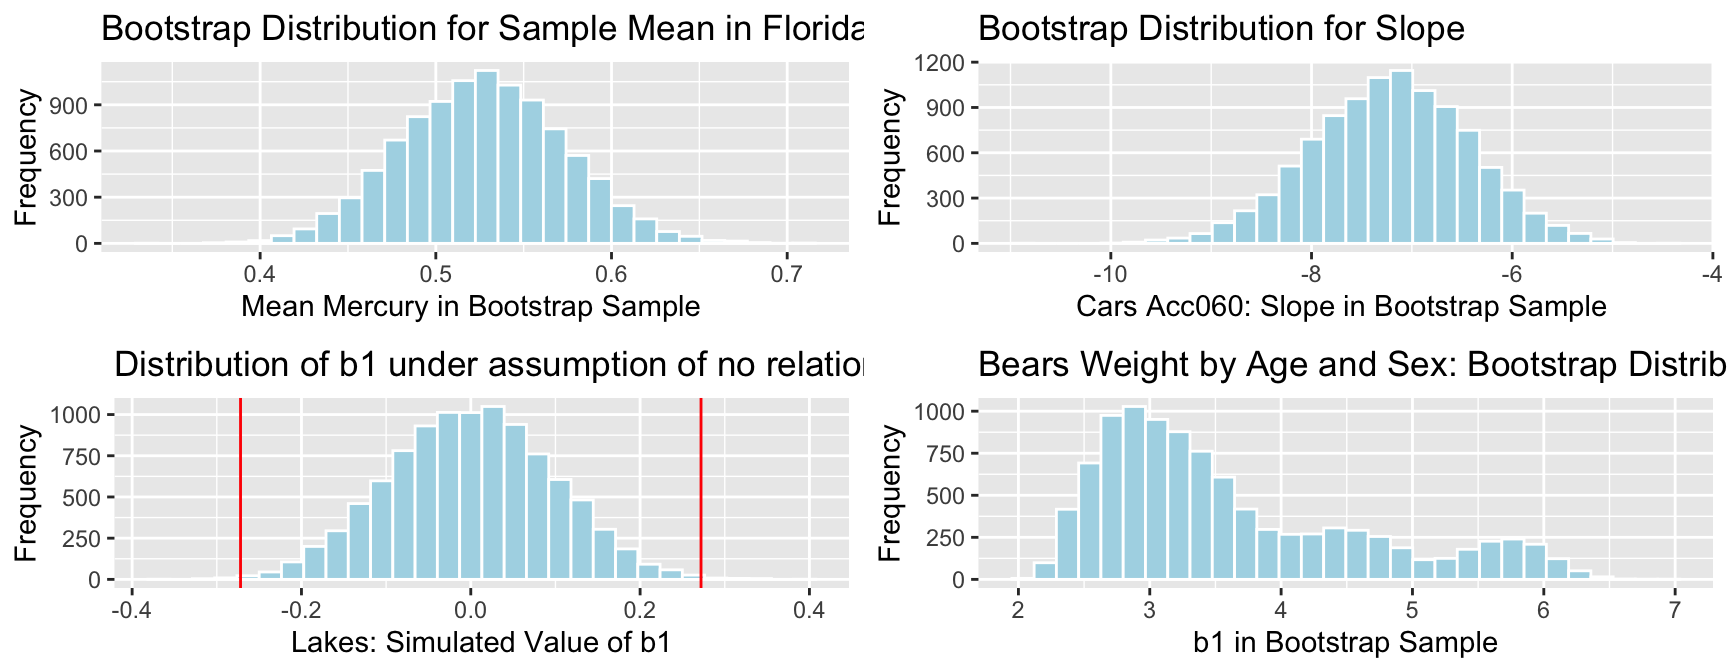 Bootstrap Distribution for Sample Mean in Florida
Frequency
900
600
300
0
0.4 0.5 0.6 0.7
Mean Mercury in Bootstrap Sample
Bootstrap Distribution for Slope
Frequency
1200
900
600
300
0
-10 -8 -6 -4
Cars Acc060: Slope in Bootstrap Sample
Distribution of b1 under assumption of no relation
Frequency
1000
750
500
250
0
-0.4 -0.2 0.0 0.2 0.4
Lakes: Simulated Value of b1
Bears Weight by Age and Sex: Bootstrap Distrib
Frequency
1000
750
500
250
0
2 3 4 5 6 7
b1 in Bootstrap Sample